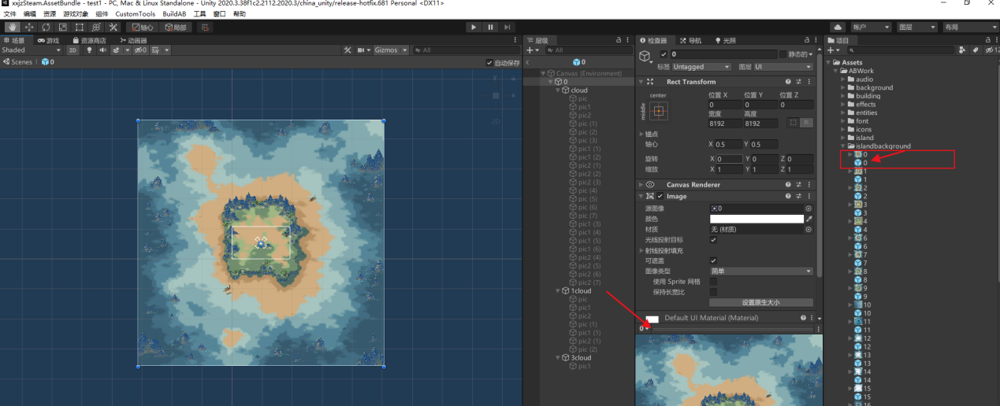 xxjzSteam.AssetBundle - test1 - PC, Mac & Linux Standalone - Unity 2020.3.38f1c2.2112.2020.3/china_unity/release-hotfix.681 Personal <DX11>
文件 编辑 资源 游戏对象 组件 CustomTools BuildAB 工具 窗口 帮助
轴心 局部 帐户 图层 布局
场景 游戏 资源商店 动画器
Shaded 2D 0 Gizmos All
Scenes 0 自动保存
层级
All
0
Canvas (Environment)
0
cloud
pic
pic1
pic2
pic (1)
pic (2)
pic (3)
pic1 (1)
pic1 (2)
pic2 (1)
pic2 (2)
pic2 (3)
pic (4)
pic (5)
pic (6)
pic (7)
pic1 (3)
pic1 (4)
pic1 (5)
pic1 (6)
pic2 (4)
pic2 (5)
pic2 (6)
pic2 (7)
1cloud
pic
pic1
pic2
pic (1)
pic1 (1)
pic2 (1)
pic (2)
3cloud
pic1
检查器 导航 光照
0 静态的
标签 Untagged 图层 UI
Rect Transform
center 位置 X 位置 Y 位置 Z
middle 0 0 0
宽度 高度
8192 8192 R
锚点
轴心 X 0.5 Y 0.5
旋转 X 0 Y 0 Z 0
缩放 X 1 Y 1 Z 1
Canvas Renderer
Image
源图像 0
颜色
材质 无 (材质)
光线投射目标
射线投射填充
可遮盖
图像类型 简单
使用 Sprite 网格
保持长宽比
设置原生大小
Default UI Material (Material)
0
项目
12
Assets
ABWork
audio
background
building
effects
entities
font
icons
island
islandbackground
0
0
1
1
2
2
3
3
4
4
6
6
7
7
8
8
9
9
10
10
11
11
12
12
13
13
14
14
15
15
16